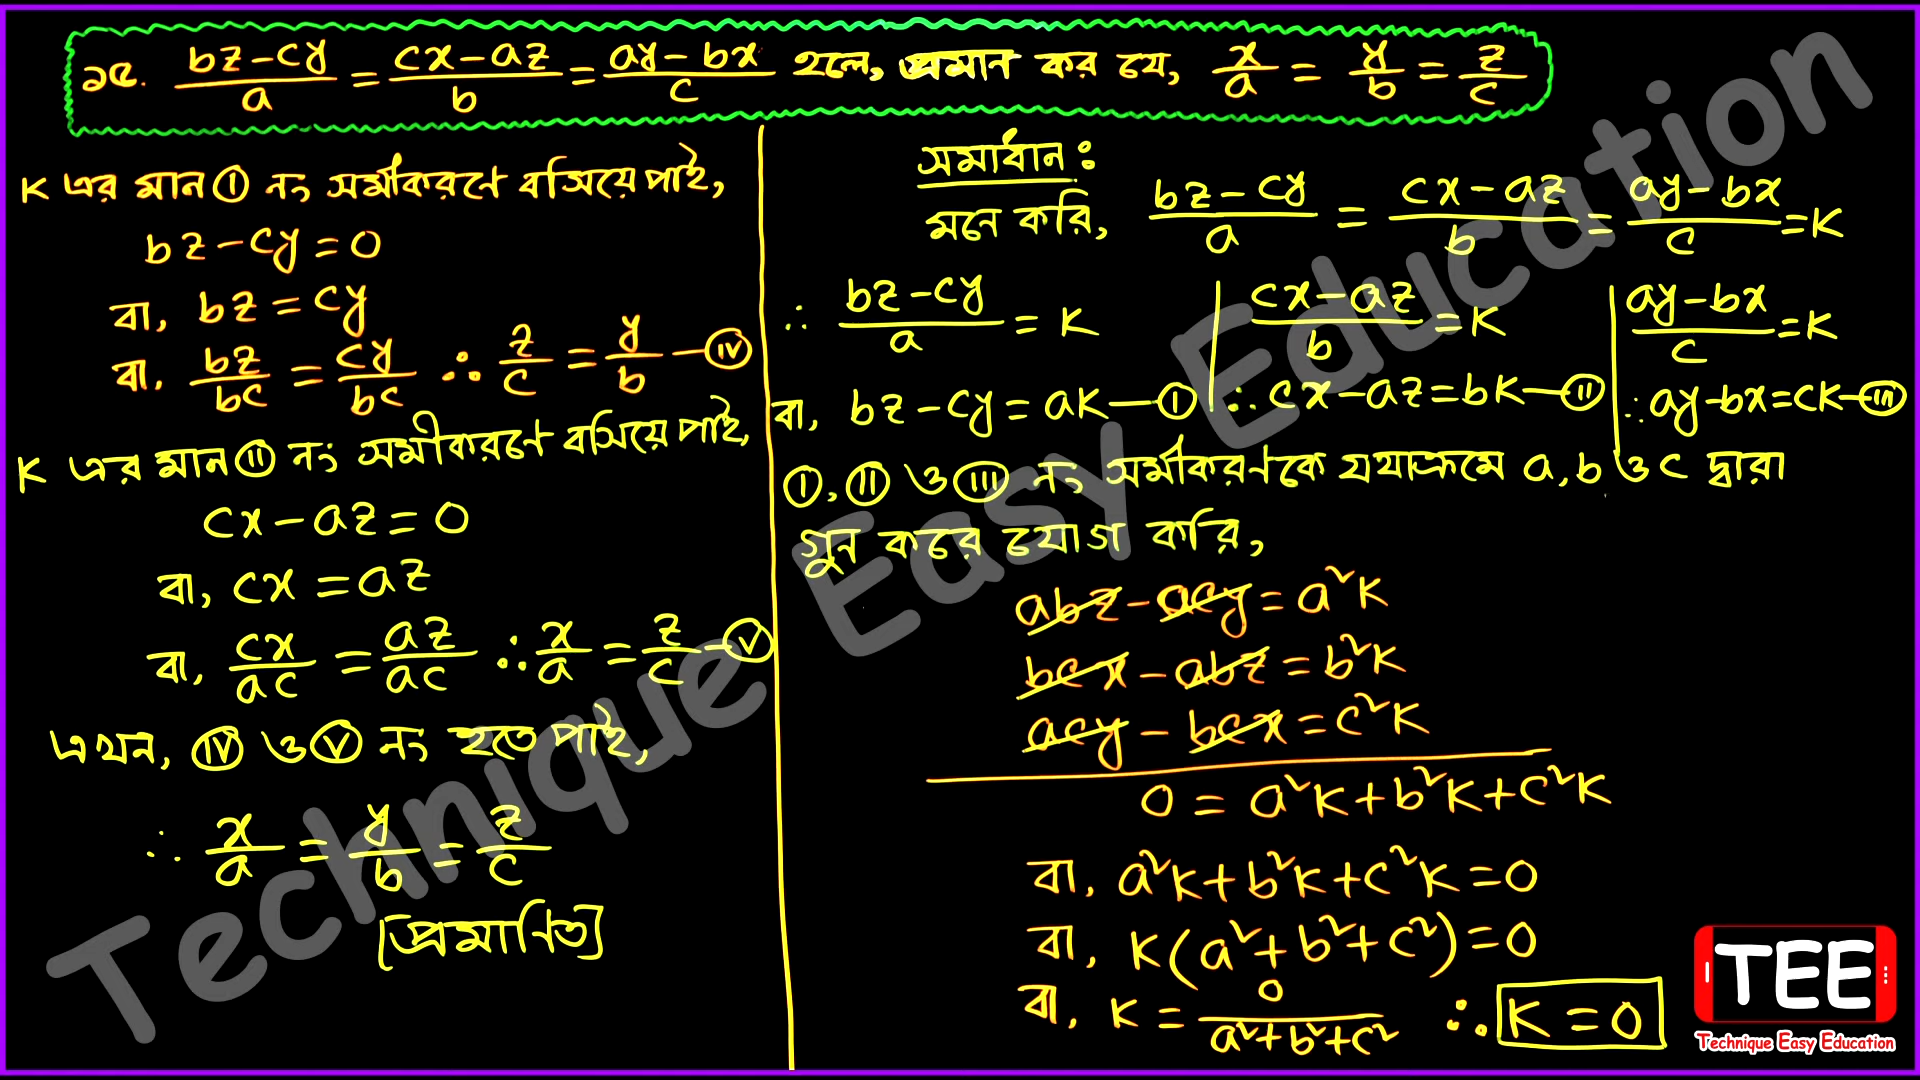 ১৫. bz-cy/a = cx-az/b = ay-bx/c হলে, প্রমান কর যে, x/a = y/b = z/c
সমাধান :
মনে করি, bz-cy/a = cx-az/b = ay-bx/c = K
∴ bz-cy/a = K | cx-az/b = K | ay-bx/c = K
বা, bz-cy = aK—(I) | ∴ cx-az = bK—(II) | ∴ ay-bx = cK—(III)
(I), (II) ও (III) নং সমীকরণকে যথাক্রমে a, b ও c দ্বারা
গুন করে যোগ করি,
abz - acy = a²K
bcx - abz = b²K
acy - bcx = c²K
0 = a²K + b²K + c²K
বা, a²K + b²K + c²K = 0
বা, K(a² + b² + c²) = 0
বা, K = 0/a²+b²+c² ∴ K = 0
K এর মান (I) নং সমীকরণে বসিয়ে পাই,
bz - cy = 0
বা, bz = cy
বা, bz/bc = cy/bc ∴ z/c = y/b —(IV)
K এর মান (II) নং সমীকরণে বসিয়ে পাই,
cx - az = 0
বা, cx = az
বা, cx/ac = az/ac ∴ x/a = z/c —(V)
এখন, (IV) ও (V) নং হতে পাই,
∴ x/a = y/b = z/c
[প্রমাণিত]
Technique Easy Education
TEE
Technique Easy Education